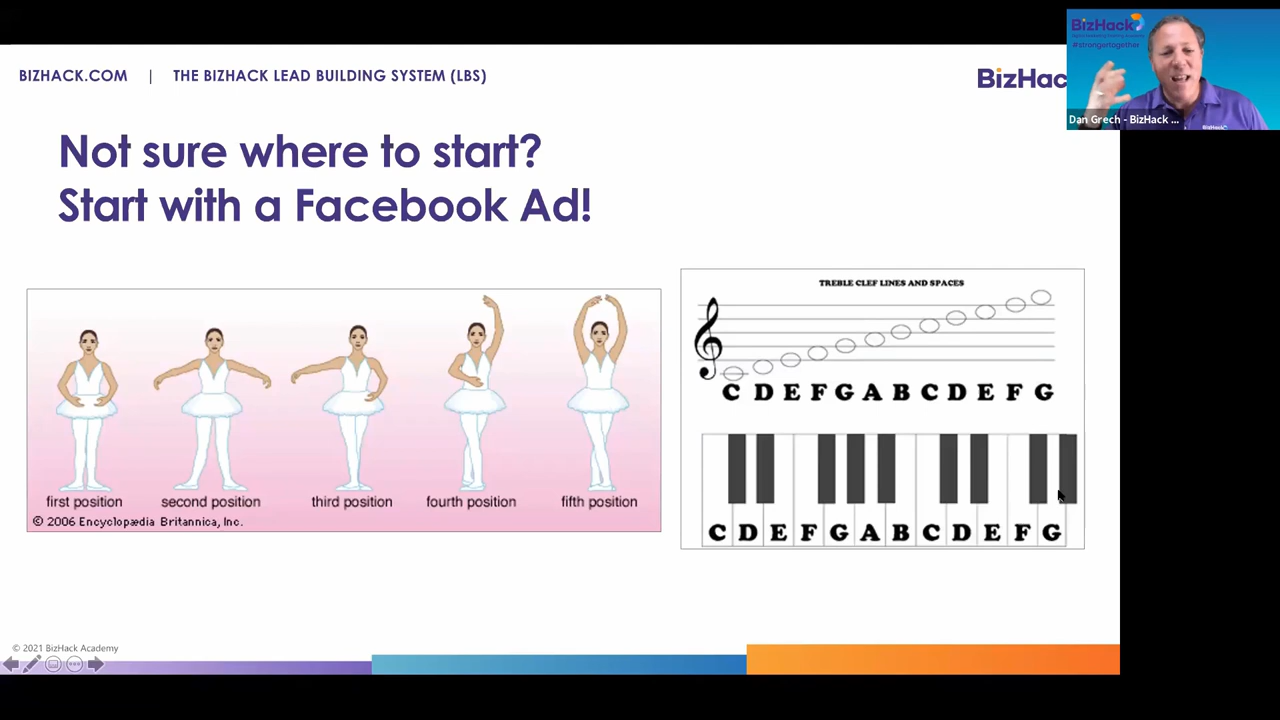 BIZHACK.COM | THE BIZHACK LEAD BUILDING SYSTEM (LBS)
BizHac
BizHack
#strongertogether
BizHack
Dan Grech - BizHack ...
Not sure where to start?
Start with a Facebook Ad!
first position second position third position fourth position fifth position
© 2006 Encyclopædia Britannica, Inc.
TREBLE CLEF LINES AND SPACES
C D E F G A B C D E F G
C D E F G A B C D E F G
© 2021 BizHack Academy